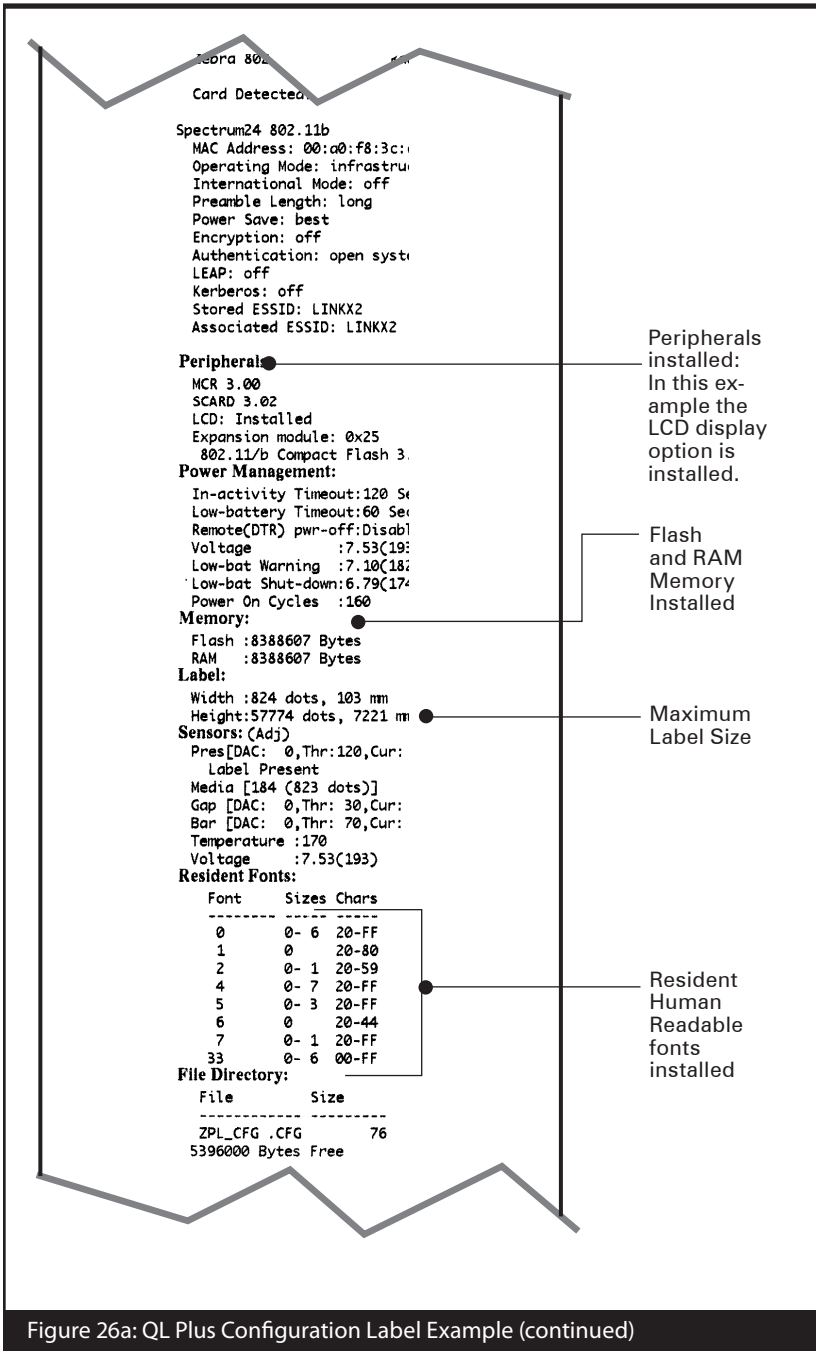 Zebra 802
Card Detected
Spectrum24 802.11b
MAC Address: 00:a0:f8:3c:
Operating Mode: infrastru
International Mode: off
Preamble Length: long
Power Save: best
Encryption: off
Authentication: open syst
LEAP: off
Kerberos: off
Stored ESSID: LINKX2
Associated ESSID: LINKX2
Peripherals
MCR 3.00
SCARD 3.02
LCD: Installed
Expansion module: 0x25
802.11/b Compact Flash 3.
Power Management:
In-activity Timeout:120 Se
Low-battery Timeout:60 Sec
Remote(DTR) pwr-off:Disabl
Voltage :7.53(193
Low-bat Warning :7.10(182
Low-bat Shut-down:6.79(174
Power On Cycles :160
Memory:
Flash :8388607 Bytes
RAM :8388607 Bytes
Label:
Width :824 dots, 103 mm
Height:57774 dots, 7221 mm
Sensors: (Adj)
Pres[DAC: 0,Thr:120,Cur:
Label Present
Media [184 (823 dots)]
Gap [DAC: 0,Thr: 30,Cur:
Bar [DAC: 0,Thr: 70,Cur:
Temperature :170
Voltage :7.53(193)
Resident Fonts:
Font Sizes Chars
-------- ----- -----
0 0- 6 20-FF
1 0 20-80
2 0- 1 20-59
4 0- 7 20-FF
5 0- 3 20-FF
6 0 20-44
7 0- 1 20-FF
33 0- 6 00-FF
File Directory:
File Size
------------ ---------
ZPL_CFG .CFG 76
5396000 Bytes Free
Peripherals
installed:
In this ex-
ample the
LCD display
option is
installed.
Flash
and RAM
Memory
Installed
Maximum
Label Size
Resident
Human
Readable
fonts
installed
Figure 26a: QL Plus Configuration Label Example (continued)